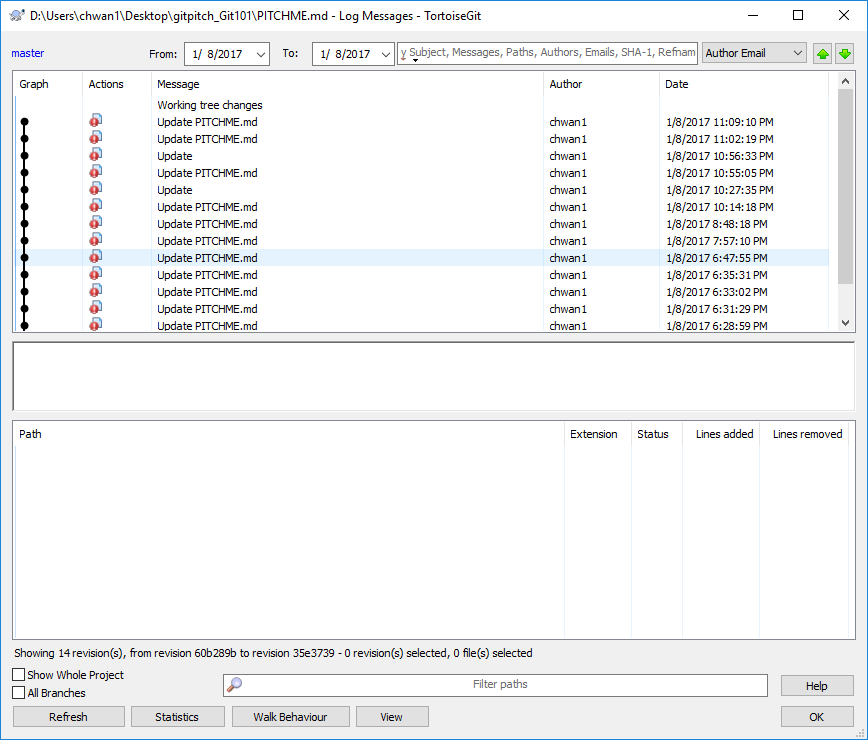 D:\Users\chwan1\Desktop\gitpitch_Git101\PITCHME.md - Log Messages - TortoiseGit
master From: 1/ 8/2017 To: 1/ 8/2017 Subject, Messages, Paths, Authors, Emails, SHA-1, Refnam Author Email
Graph Actions Message Author Date
Working tree changes
Update PITCHME.md chwan1 1/8/2017 11:09:10 PM
Update PITCHME.md chwan1 1/8/2017 11:02:19 PM
Update chwan1 1/8/2017 10:56:33 PM
Update PITCHME.md chwan1 1/8/2017 10:55:05 PM
Update chwan1 1/8/2017 10:27:35 PM
Update PITCHME.md chwan1 1/8/2017 10:14:18 PM
Update PITCHME.md chwan1 1/8/2017 8:48:18 PM
Update PITCHME.md chwan1 1/8/2017 7:57:10 PM
Update PITCHME.md chwan1 1/8/2017 6:47:55 PM
Update PITCHME.md chwan1 1/8/2017 6:35:31 PM
Update PITCHME.md chwan1 1/8/2017 6:33:02 PM
Update PITCHME.md chwan1 1/8/2017 6:31:29 PM
Update PITCHME.md chwan1 1/8/2017 6:28:59 PM
Path Extension Status Lines added Lines removed
Showing 14 revision(s), from revision 60b289b to revision 35e3739 - 0 revision(s) selected, 0 file(s) selected
Show Whole Project
All Branches Filter paths Help
Refresh Statistics Walk Behaviour View OK